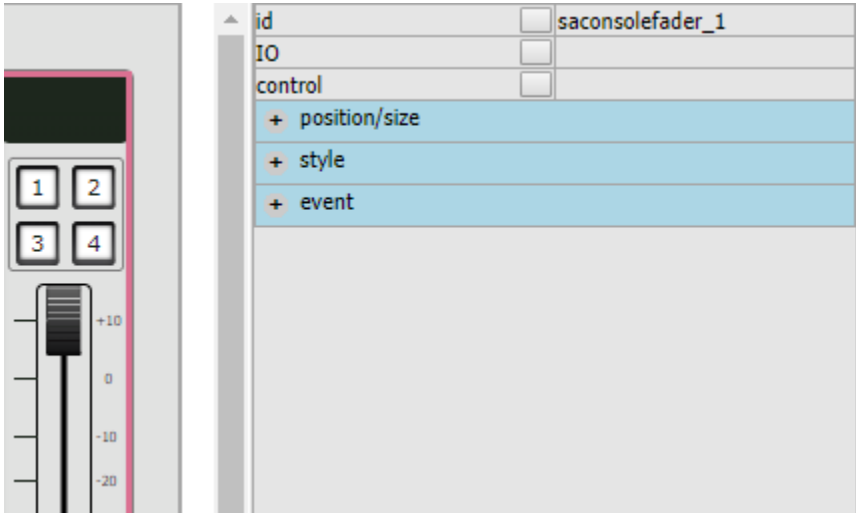 id saconsolefader_1
IO
control
+ position/size
+ style
+ event
1 2
3 4
+10
0
-10
-20